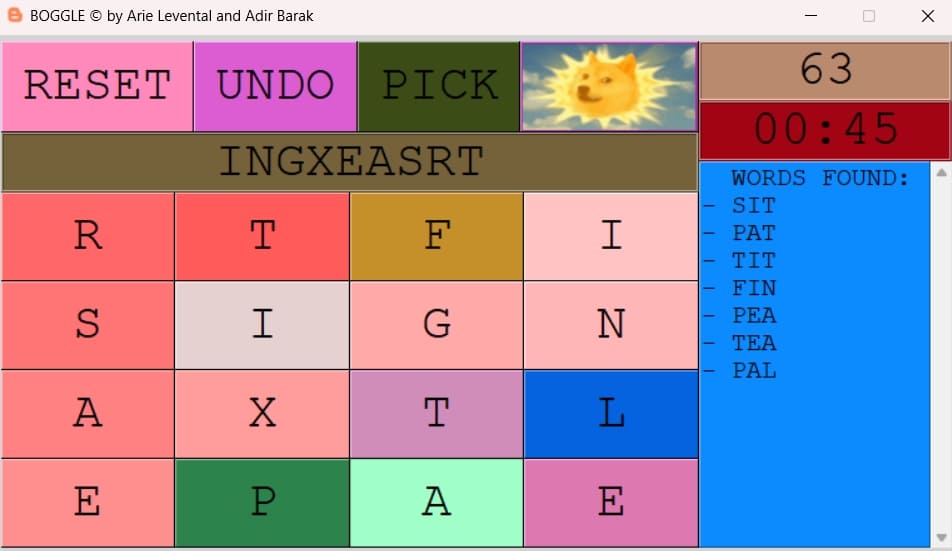 BOGGLE © by Arie Levental and Adir Barak
RESET UNDO PICK
63
00:45
INGXEASRT
R T F I
S I G N
A X T L
E P A E
WORDS FOUND:
- SIT
- PAT
- TIT
- FIN
- PEA
- TEA
- PAL